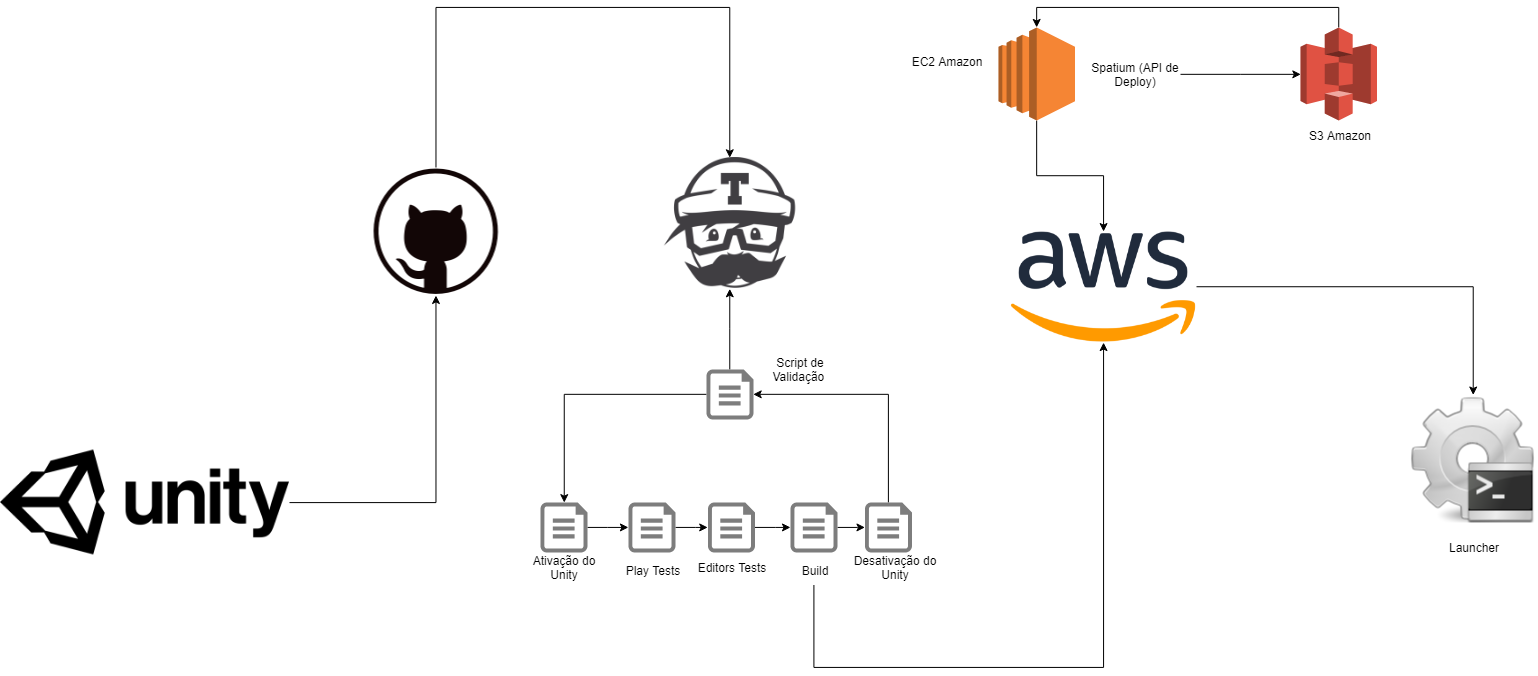 EC2 Amazon
Spatium (API de
Deploy)
S3 Amazon
T
aws
Script de
Validação
unity
Ativação do
Unity
Play Tests
Editors Tests
Build
Desativação do
Unity
>_
Launcher